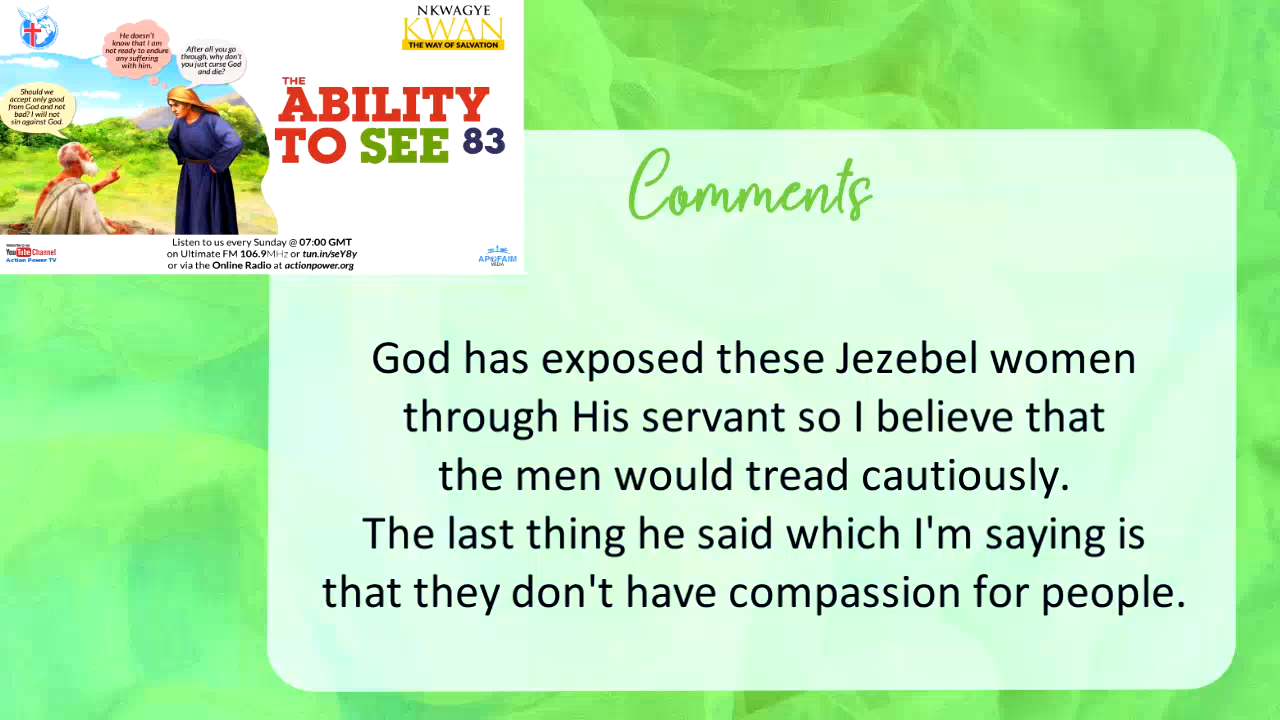 NKWAGYE
KWAN
THE WAY OF SALVATION
He doesn't
know that I am
not ready to endure
any suffering
with him.
After all you go
through, why don't
you just curse God
and die?
Should we
accept only good
from God and not
bad? I will not
sin against God.
THE
ABILITY
TO SEE 83
YouTube Channel
Action Power TV
Listen to us every Sunday @ 07:00 GMT
on Ultimate FM 106.9MHz or tun.in/seY8y
or via the Online Radio at actionpower.org
APOFAIM
Comments
God has exposed these Jezebel women
through His servant so I believe that
the men would tread cautiously.
The last thing he said which I'm saying is
that they don't have compassion for people.